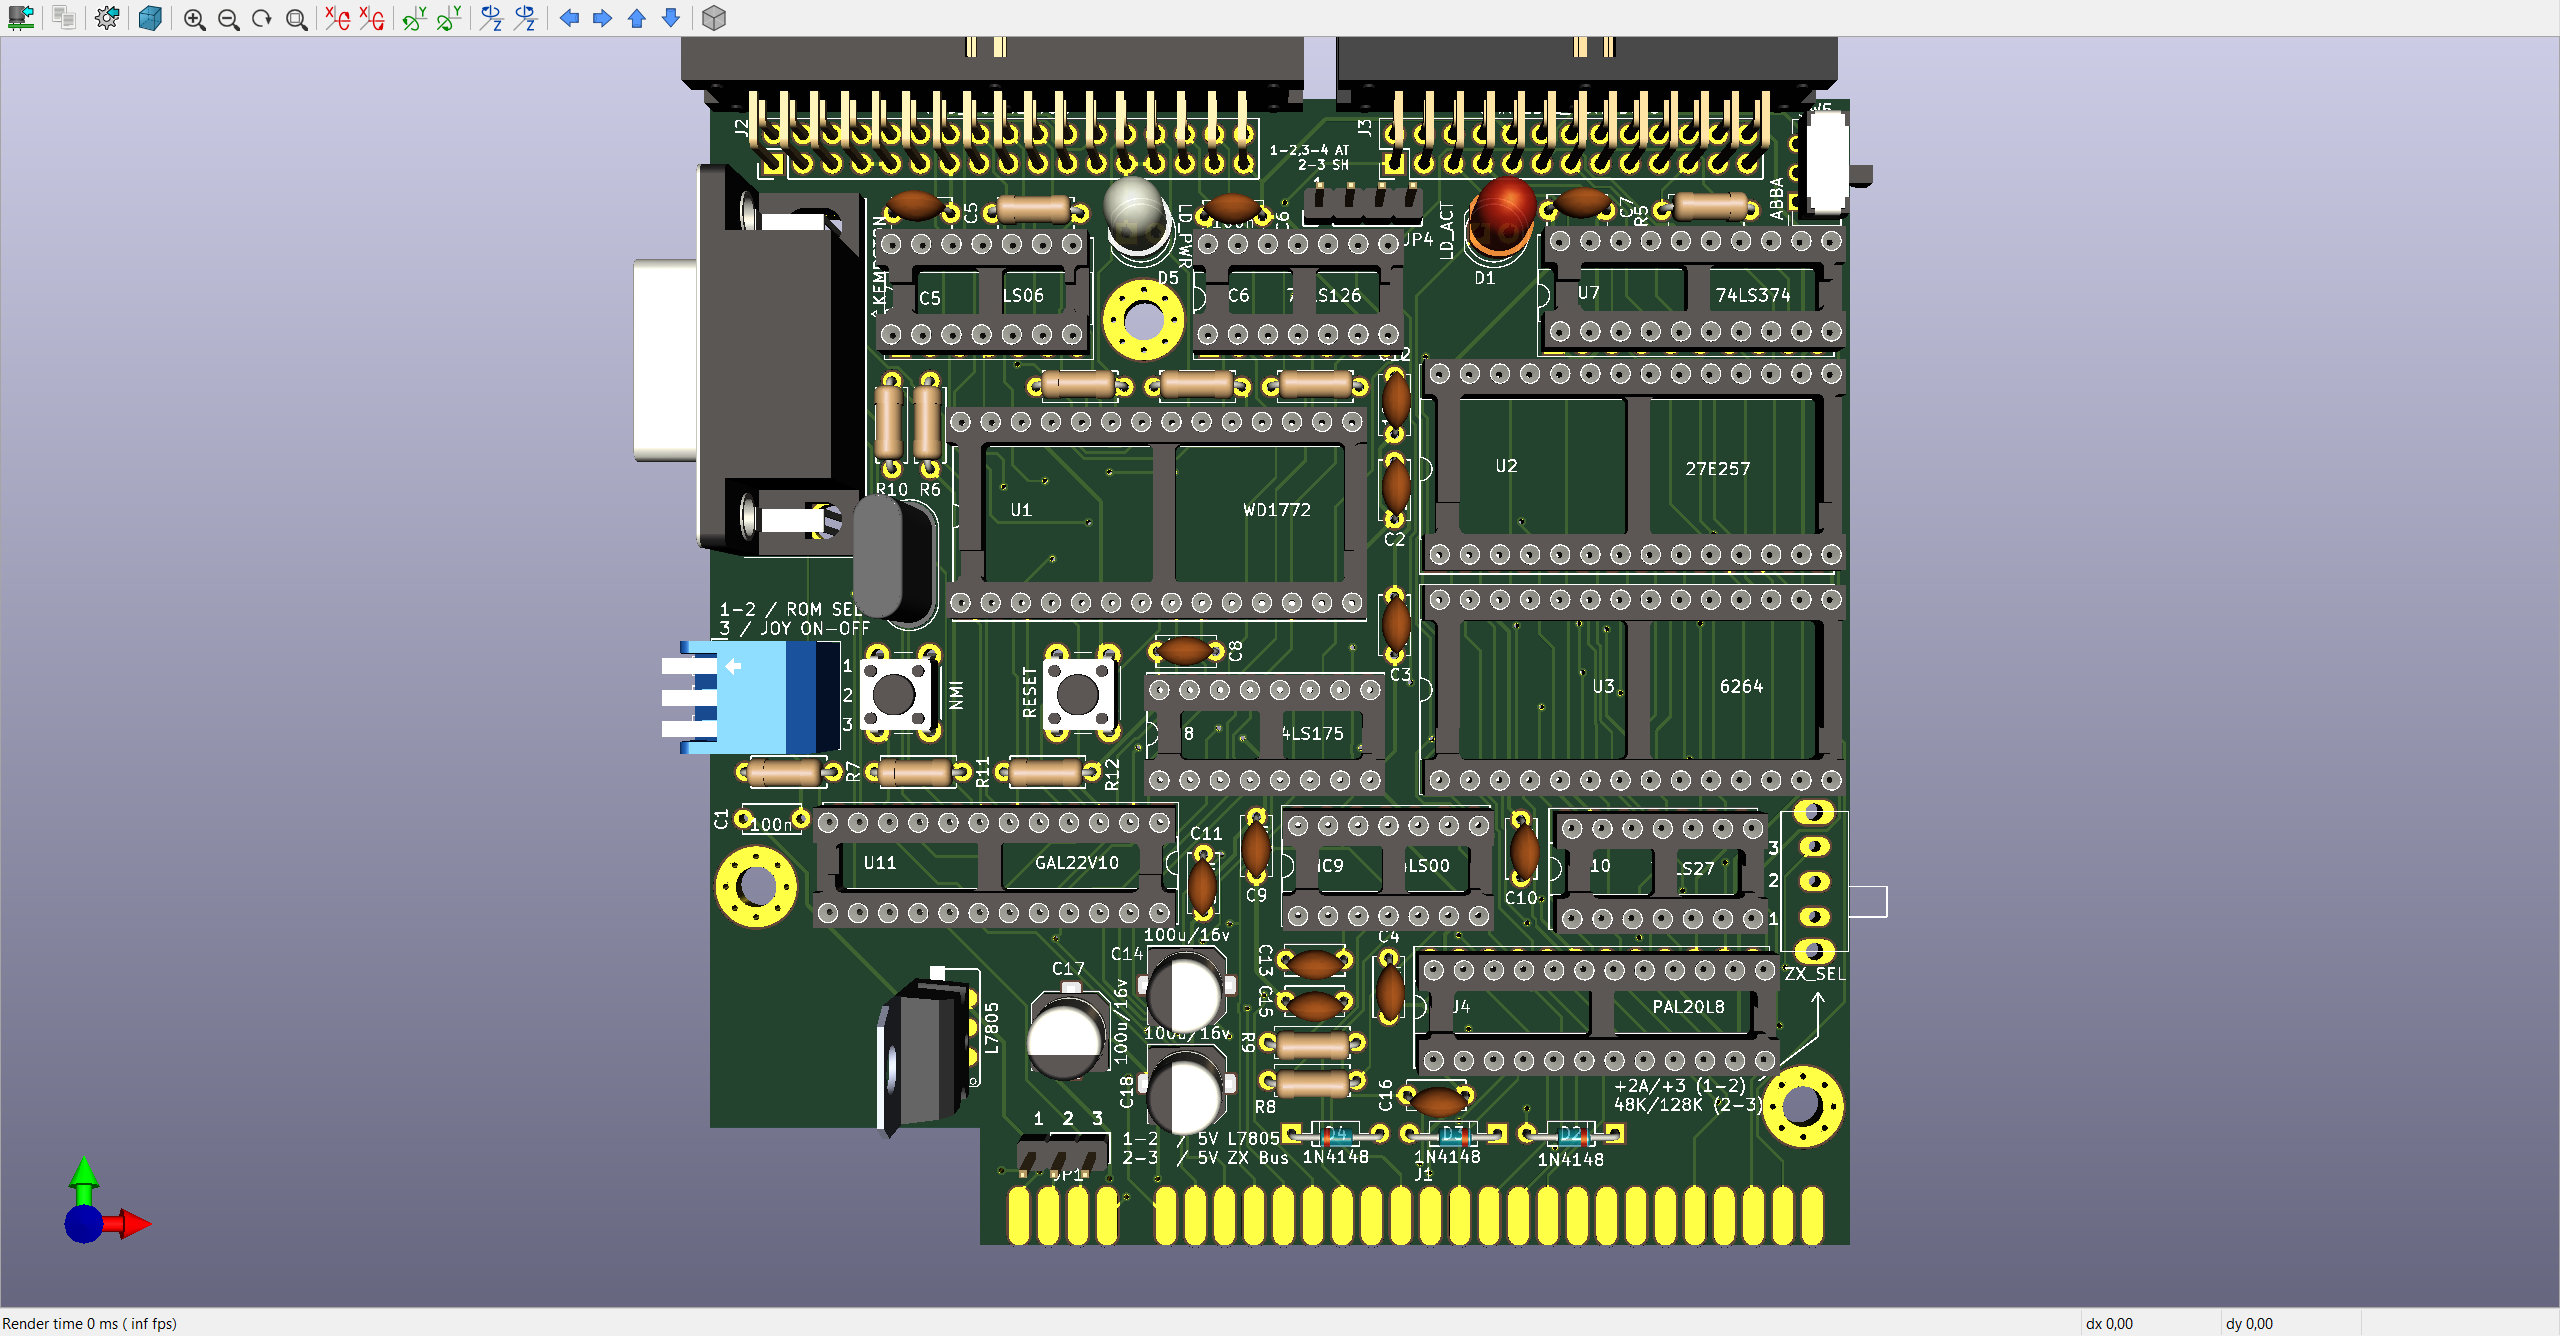 J2
J3
1-2,3-4 AT
2-3 SH
1
C5
LD_PWR
100n
JP4
LD_ACT
C7
R5
ABBA
D5
D1
C5
LS06
C6
U7
74LS374
R10
R6
U1
WD1772
C2
U2
27E257
1-2 / ROM SEL
3 / JOY ON-OFF
1
2
3
NMI
RESET
C8
C3
U3
6264
8
4LS175
R7
R11
R12
C1
100n
U11
GAL22V10
C11
C9
LS00
C10
10
LS27
3
2
1
ZX_SEL
100u/16v
C14
C17
100u/16v
100u/16v
C18
L7805
C13
C15
C4
J4
PAL20L8
R9
R8
C16
+2A/+3 (1-2)
48K/128K (2-3)
1 2 3
1-2 / 5V L7805
2-3 / 5V ZX Bus
JP1
D4
1N4148
D3
1N4148
D2
1N4148
J1
Render time 0 ms ( inf fps)
dx 0,00
dy 0,00